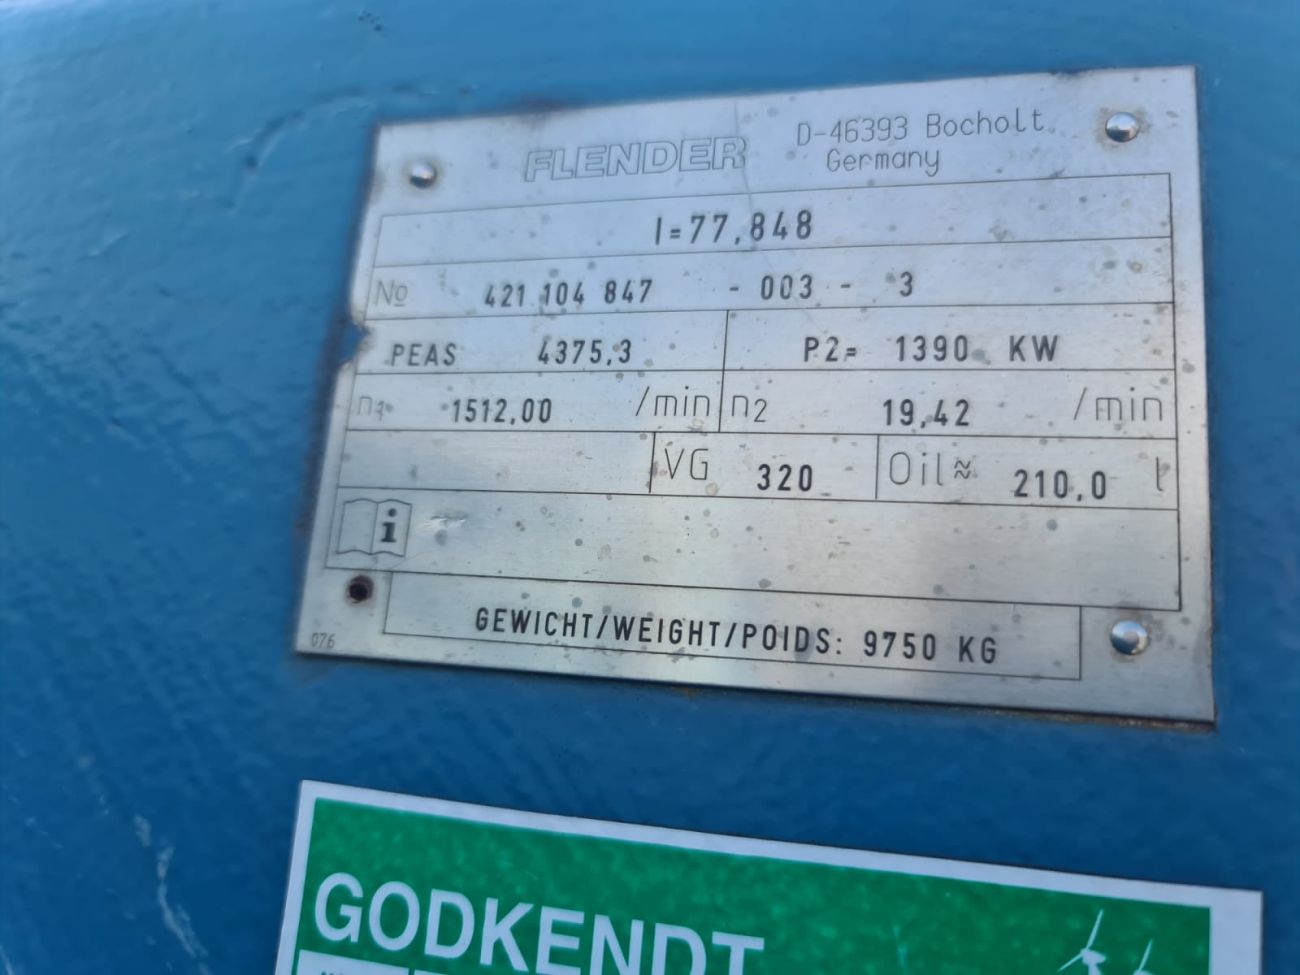 FLENDER D-46393 Bocholt
Germany
I=77,848
No 421 104 847 - 003 - 3
PEAS 4375,3 P2= 1390 KW
n1 1512,00 /min n2 19,42 /min
VG 320 Oil≈ 210,0 l
i
GEWICHT/WEIGHT/POIDS: 9750 KG
076
GODKENDT